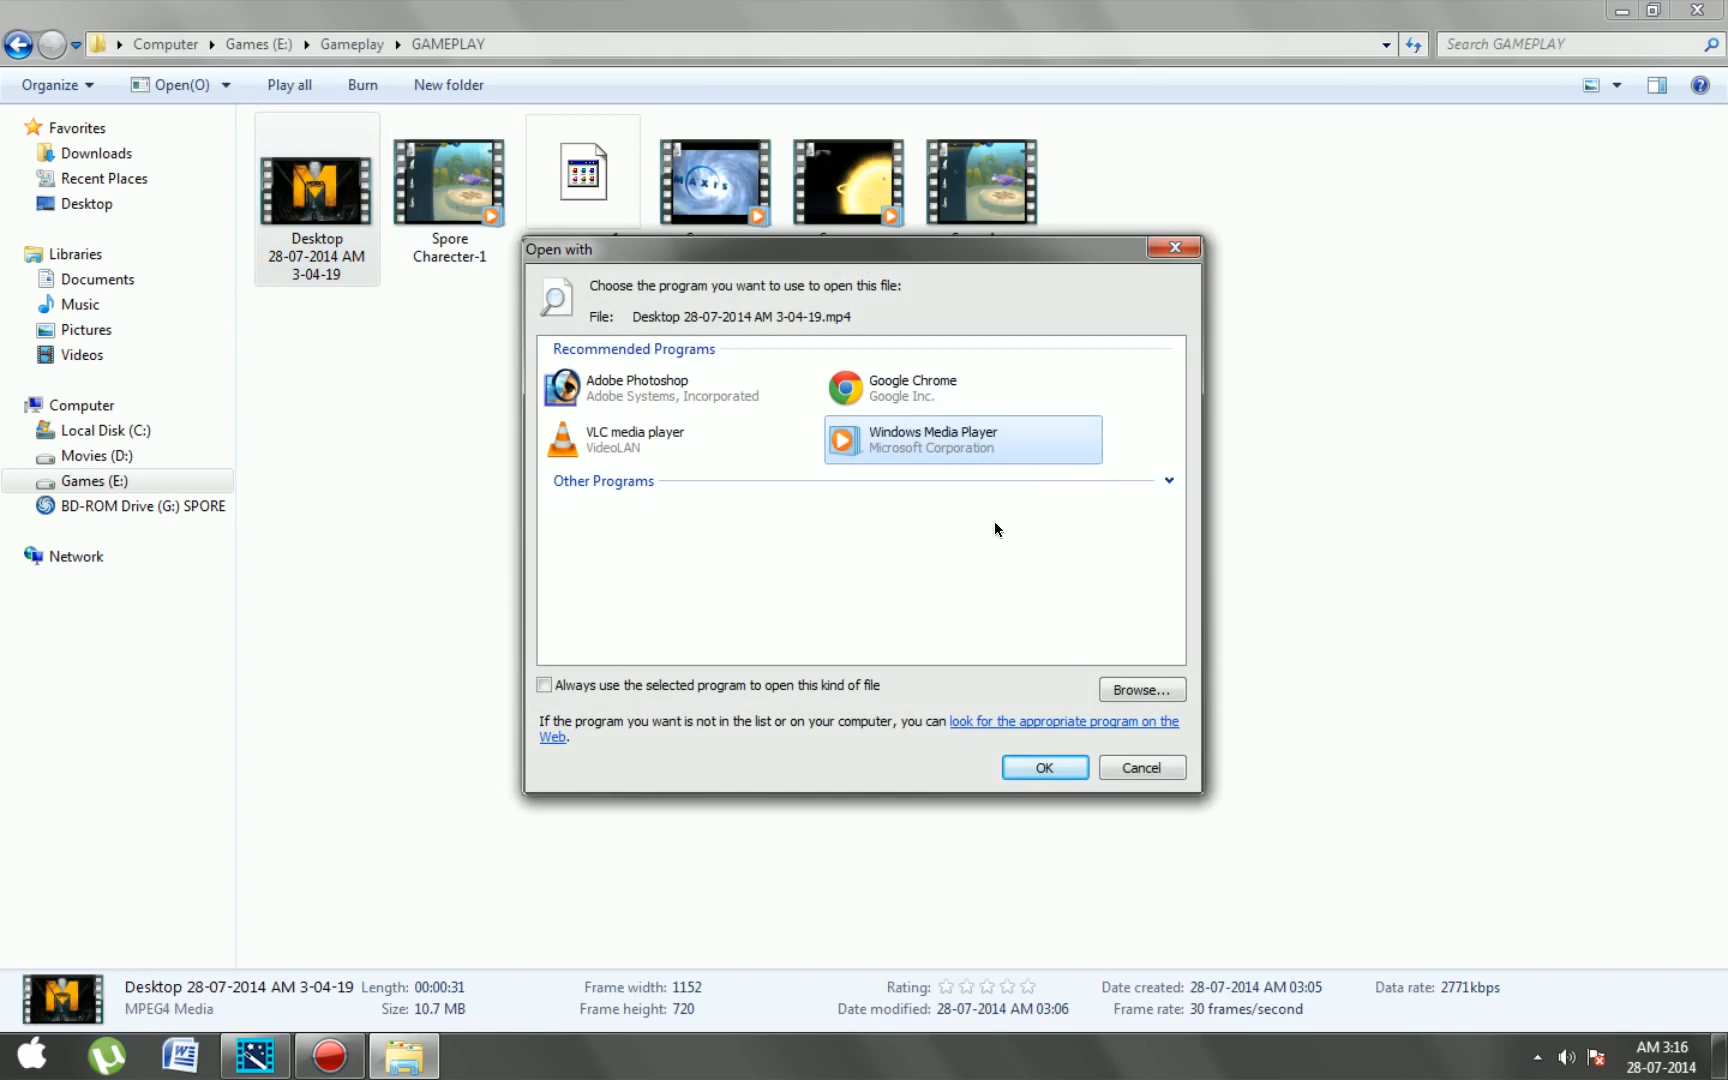 Computer Games (E:) Gameplay GAMEPLAY
Search GAMEPLAY
Organize Open(O) Play all Burn New folder
Favorites
Downloads
Recent Places
Desktop
Libraries
Documents
Music
Pictures
Videos
Computer
Local Disk (C:)
Movies (D:)
Games (E:)
BD-ROM Drive (G:) SPORE
Network
Desktop
28-07-2014 AM
3-04-19
Spore
Charecter-1
MAXIS
Open with
Choose the program you want to use to open this file:
File: Desktop 28-07-2014 AM 3-04-19.mp4
Recommended Programs
Adobe Photoshop
Adobe Systems, Incorporated
Google Chrome
Google Inc.
VLC media player
VideoLAN
Windows Media Player
Microsoft Corporation
Other Programs
Always use the selected program to open this kind of file
Browse...
If the program you want is not in the list or on your computer, you can look for the appropriate program on the
Web.
OK Cancel
Desktop 28-07-2014 AM 3-04-19 Length: 00:00:31 Frame width: 1152 Rating: Date created: 28-07-2014 AM 03:05 Data rate: 2771kbps
MPEG4 Media Size: 10.7 MB Frame height: 720 Date modified: 28-07-2014 AM 03:06 Frame rate: 30 frames/second
AM 3:16
28-07-2014